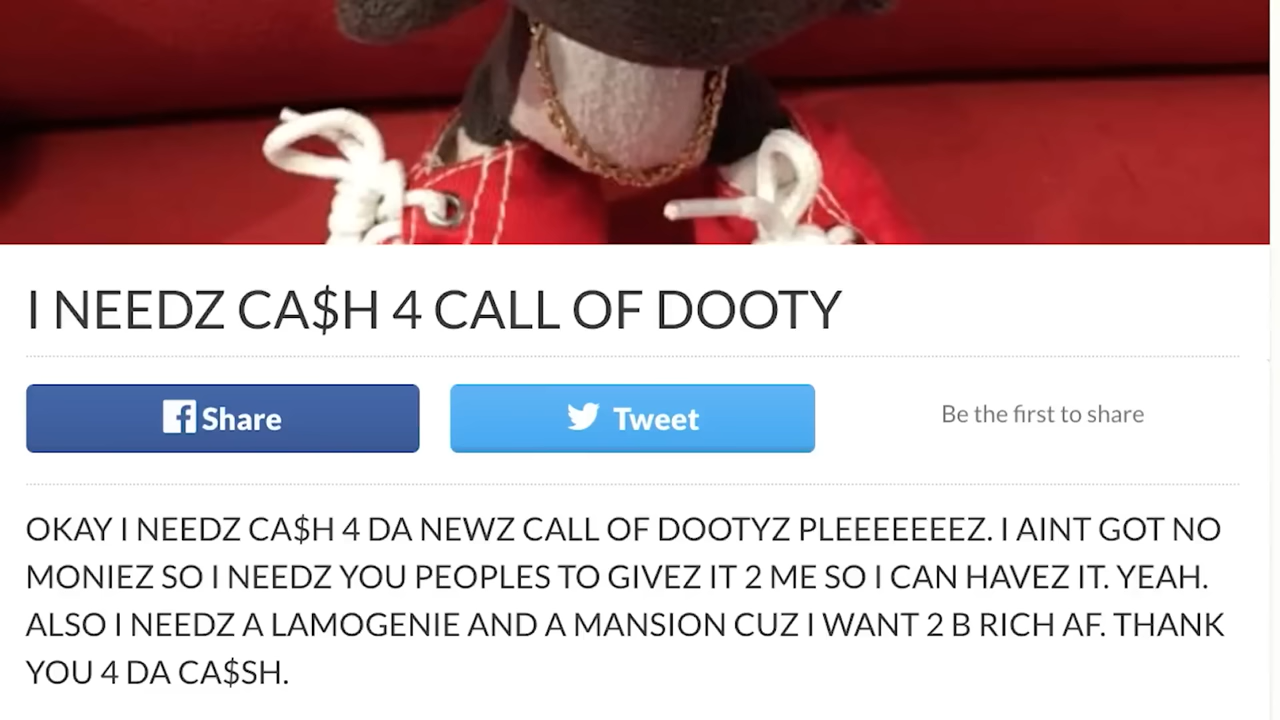 I NEEDZ CA$H 4 CALL OF DOOTY
Share
Tweet
Be the first to share
OKAY I NEEDZ CA$H 4 DA NEWZ CALL OF DOOTYZ PLEEEEEEEZ. I AINT GOT NO
MONIEZ SO I NEEDZ YOU PEOPLES TO GIVEZ IT 2 ME SO I CAN HAVEZ IT. YEAH.
ALSO I NEEDZ A LAMOGENIE AND A MANSION CUZ I WANT 2 B RICH AF. THANK
YOU 4 DA CA$SH.